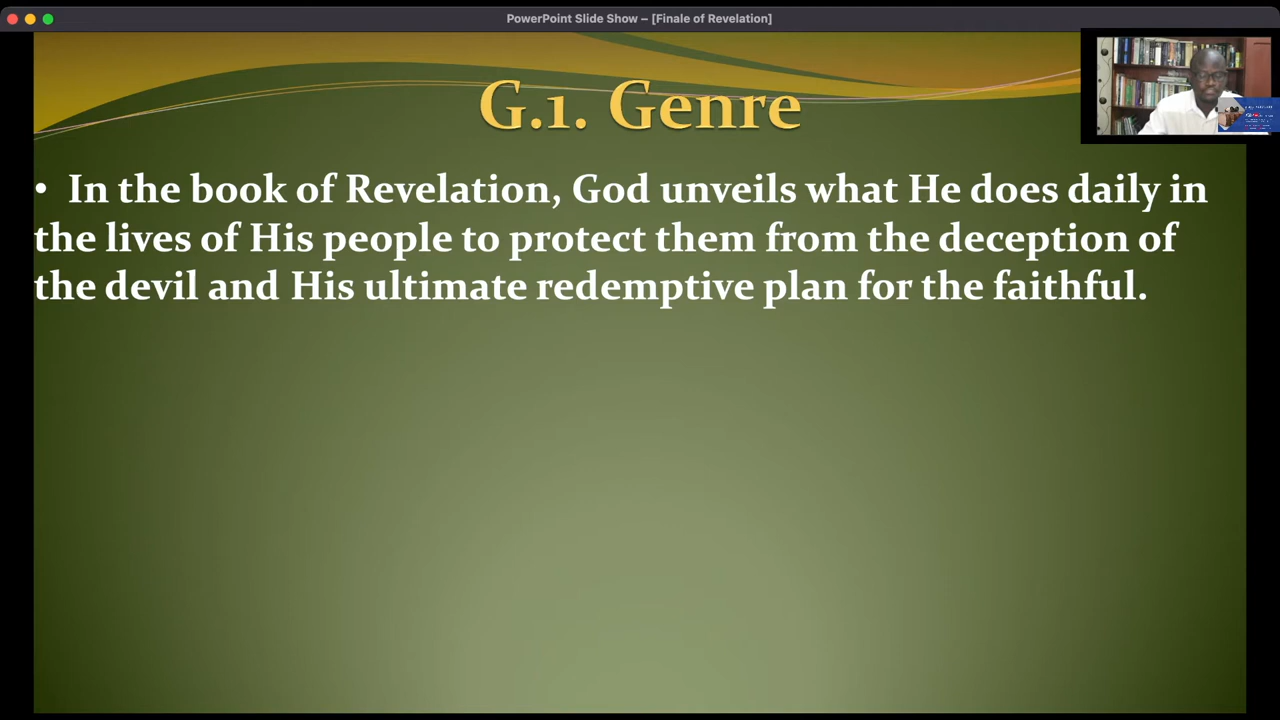 PowerPoint Slide Show – [Finale of Revelation]
G.1. Genre
• In the book of Revelation, God unveils what He does daily in
the lives of His people to protect them from the deception of
the devil and His ultimate redemptive plan for the faithful.